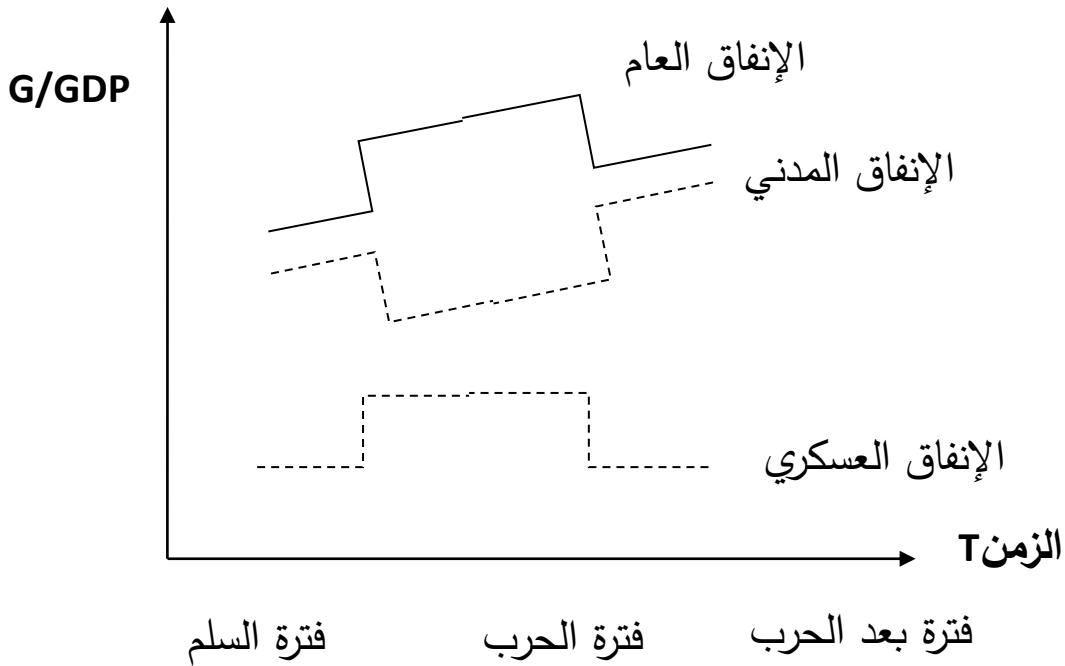 الإنفاق العام
G/GDP
الإنفاق المدني
الإنفاق العسكري
الزمنT
فترة السلم
فترة الحرب
فترة بعد الحرب